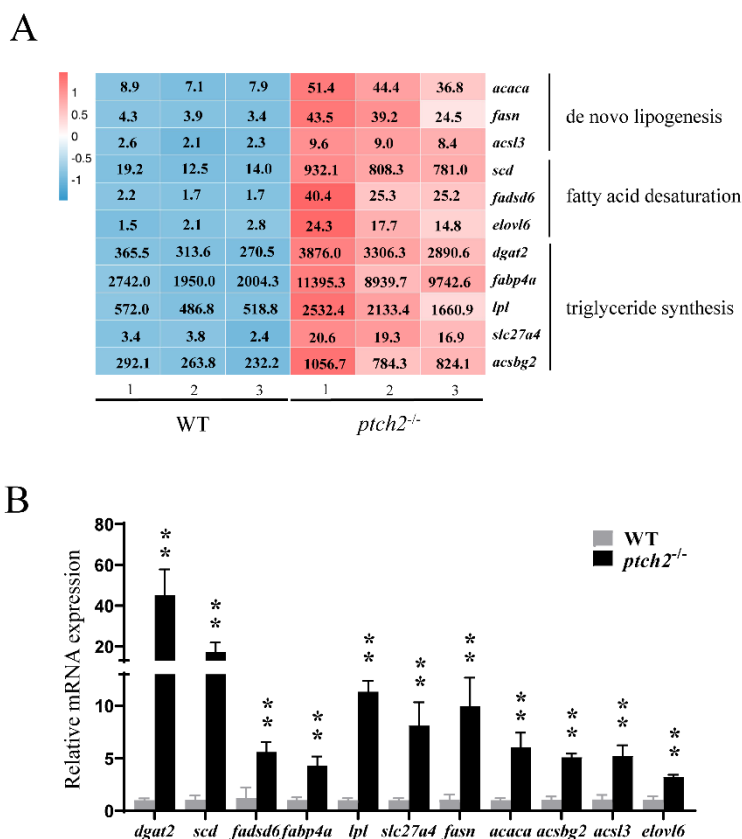 A
1
0.5
0
-0.5
-1
8.9 7.1 7.9 51.4 44.4 36.8 acaca
4.3 3.9 3.4 43.5 39.2 24.5 fasn
2.6 2.1 2.3 9.6 9.0 8.4 acsl3
de novo lipogenesis
19.2 12.5 14.0 932.1 808.3 781.0 scd
2.2 1.7 1.7 40.4 25.3 25.2 fadsd6
1.5 2.1 2.8 24.3 17.7 14.8 elovl6
fatty acid desaturation
365.5 313.6 270.5 3876.0 3306.3 2890.6 dgat2
2742.0 1950.0 2004.3 11395.3 8939.7 9742.6 fabp4a
572.0 486.8 518.8 2532.4 2133.4 1660.9 lpl
3.4 3.8 2.4 20.6 19.3 16.9 slc27a4
292.1 263.8 232.2 1056.7 784.3 824.1 acsbg2
triglyceride synthesis
1 2 3 1 2 3
WT ptch2-/-
B
Relative mRNA expression
80
60
40
20
10
5
0
* * * * * * * * * * *
* * * * * * * * * * *
WT
ptch2-/-
dgat2 scd fadsd6 fabp4a lpl slc27a4 fasn acaca acsbg2 acsl3 elovl6